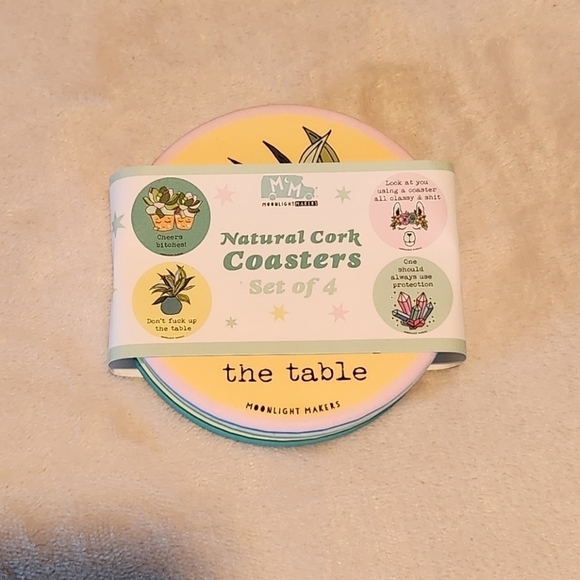 McM
MOONLIGHT MAKERS
Natural Cork
Coasters
Set of 4
Cheers
bitches!
Don't fuck up
the table
Look at you
using a coaster
all classy & shit
One
should
always use
protection
the table
MOONLIGHT MAKERS